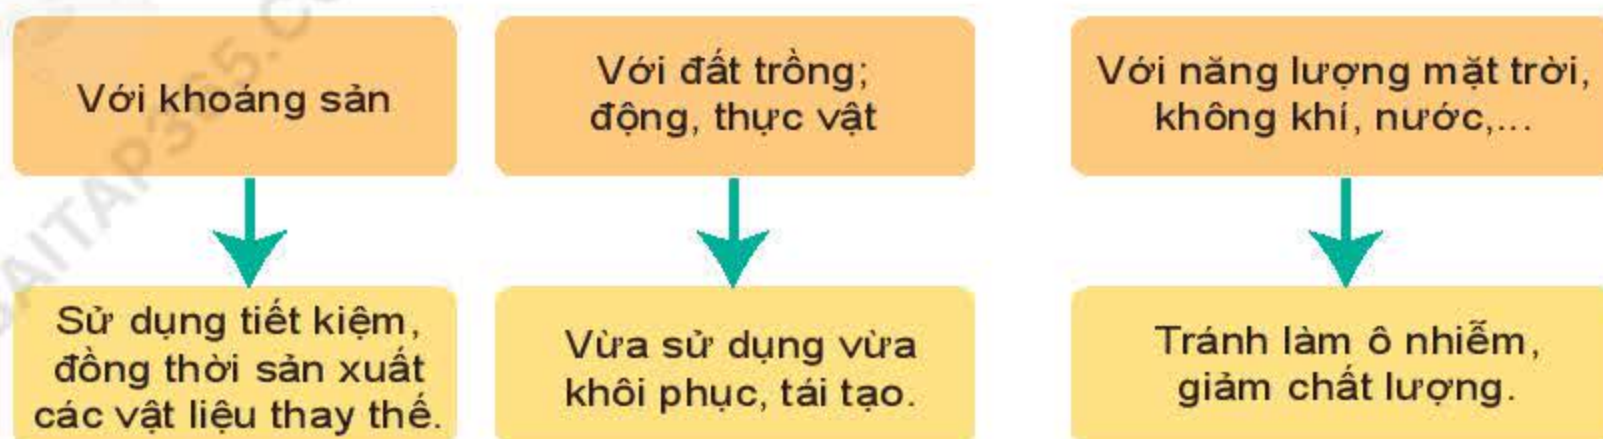 Với khoáng sản
Với đất trồng;
động, thực vật
Với năng lượng mặt trời,
không khí, nước,...
Sử dụng tiết kiệm,
đồng thời sản xuất
các vật liệu thay thế.
Vừa sử dụng vừa
khôi phục, tái tạo.
Tránh làm ô nhiễm,
giảm chất lượng.